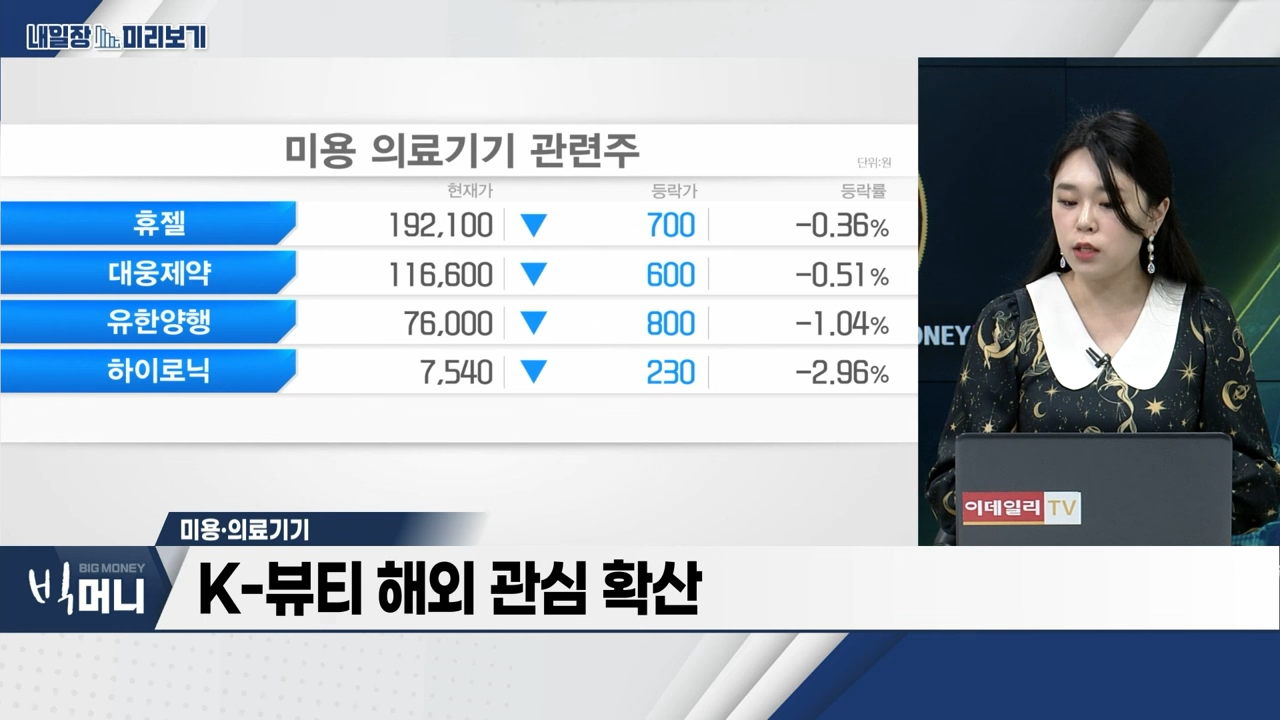 내일장 미리보기
미용 의료기기 관련주
단위:원
현재가 등락가 등락률
휴젤 192,100 ▼ 700 -0.36%
대웅제약 116,600 ▼ 600 -0.51%
유한양행 76,000 ▼ 800 -1.04%
하이로닉 7,540 ▼ 230 -2.96%
ONEY
이데일리 TV
미용·의료기기
BIG MONEY
빅머니
K-뷰티 해외 관심 확산